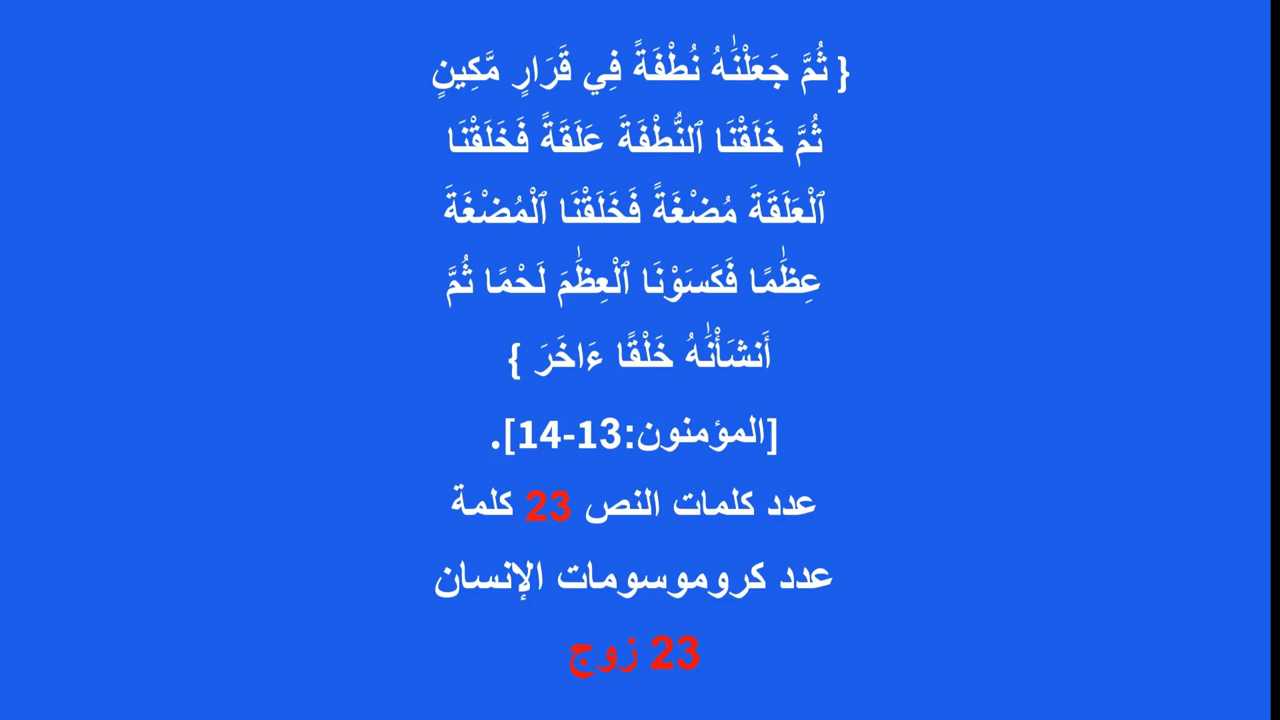 { ثُمَّ جَعَلْنَٰهُ نُطْفَةً فِي قَرَارٍ مَّكِينٍ
ثُمَّ خَلَقْنَا ٱلنُّطْفَةَ عَلَقَةً فَخَلَقْنَا
ٱلْعَلَقَةَ مُضْغَةً فَخَلَقْنَا ٱلْمُضْغَةَ
عِظَٰمًا فَكَسَوْنَا ٱلْعِظَٰمَ لَحْمًا ثُمَّ
أَنشَأْنَٰهُ خَلْقًا ءَاخَرَ }
[المؤمنون:13-14].
عدد كلمات النص 23 كلمة
عدد كروموسومات الإنسان
23 زوج